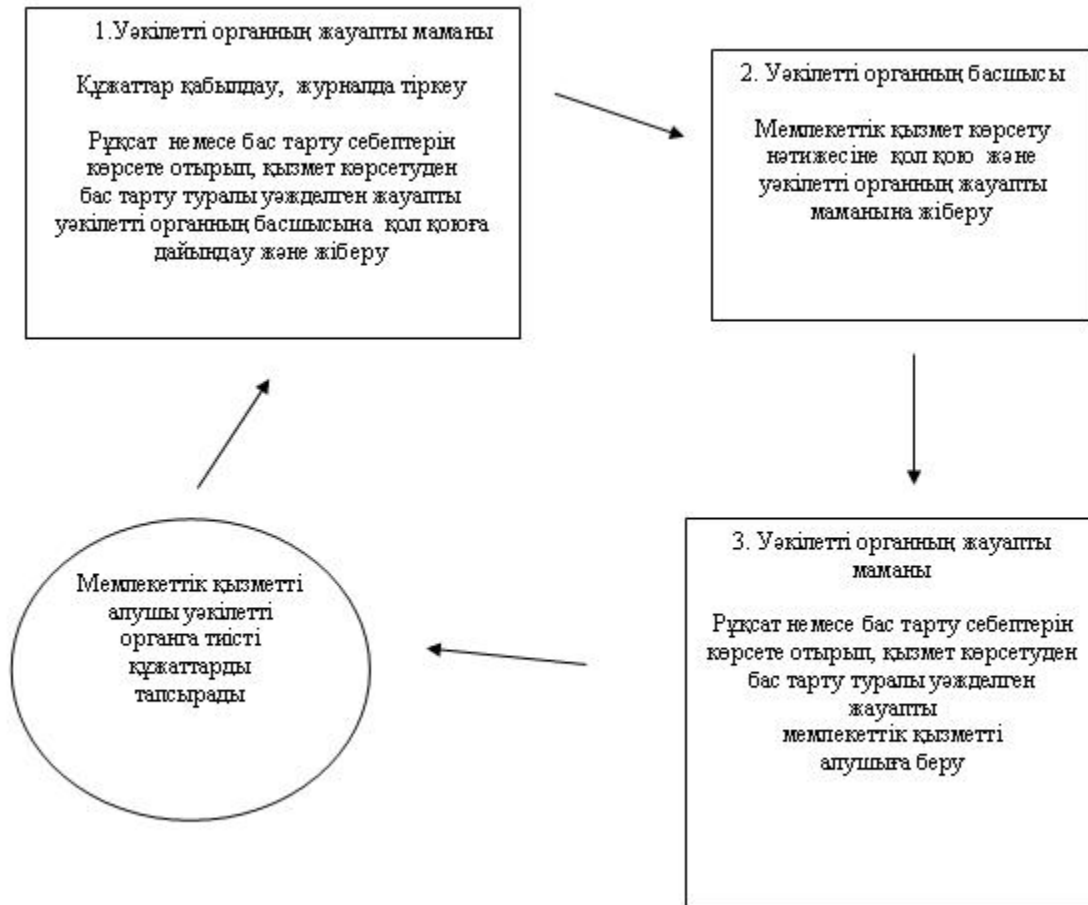 1.Уәкілетті органның жауапты маманы
Құжаттар қабылдау, журналда тіркеу
Рұқсат немесе бас тарту себептерін
көрсете отырып, қызмет көрсетуден
бас тарту туралы уәжделген жауапты
уәкілетті органның басшысына қол қоюға
дайындау және жіберу
2. Уәкілетті органның басшысы
Мемлекеттік қызмет көрсету
нәтижесіне қол қою және
уәкілетті органның жауапты
маманына жіберу
3. Уәкілетті органның жауапты
маманы
Рұқсат немесе бас тарту себептерін
көрсете отырып, қызмет көрсетуден
бас тарту туралы уәжделген
жауапты
мемлекеттік қызметті
алушыға беру
Мемлекеттік қызметті
алушы уәкілетті
органга тиісті
құжаттарды
тапсырады